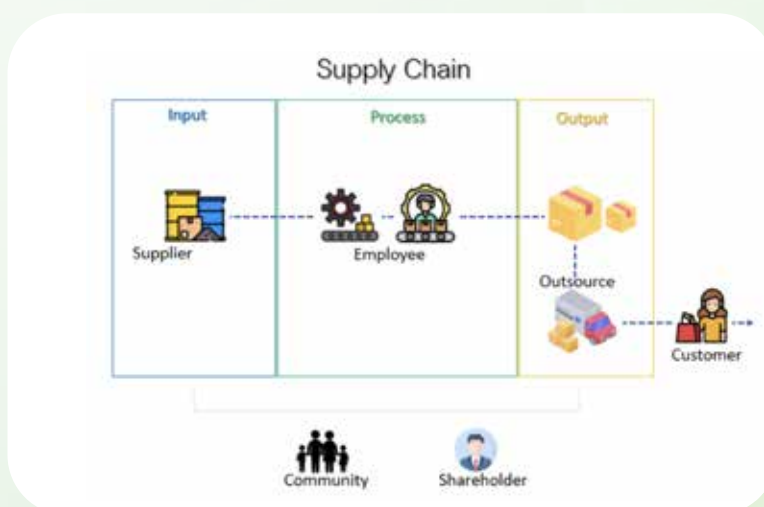 Supply Chain
Input
Process
Output
Supplier
Employee
Outsource
Customer
Community
Shareholder